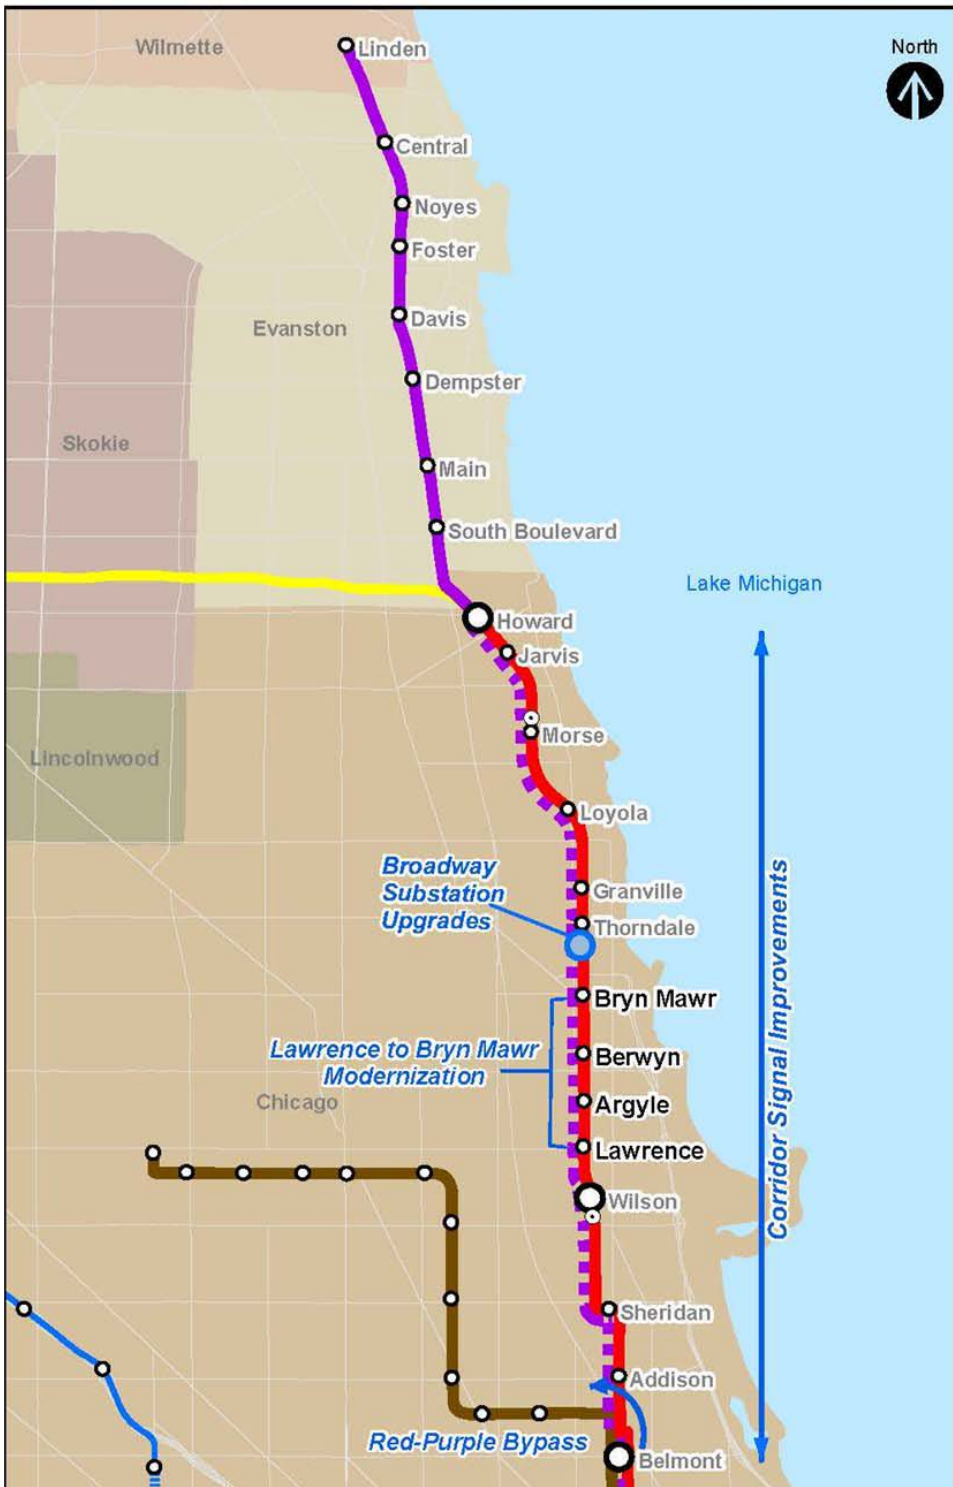 North
Wilmette
Linden
Central
Noyes
Foster
Davis
Evanston
Dempster
Skokie
Main
South Boulevard
Lake Michigan
Howard
Jarvis
Morse
Lincolnwood
Loyola
Broadway
Substation
Upgrades
Granville
Thorndale
Bryn Mawr
Lawrence to Bryn Mawr
Modernization
Berwyn
Chicago
Argyle
Lawrence
Corridor Signal Improvements
Wilson
Sheridan
Addison
Red-Purple Bypass
Belmont